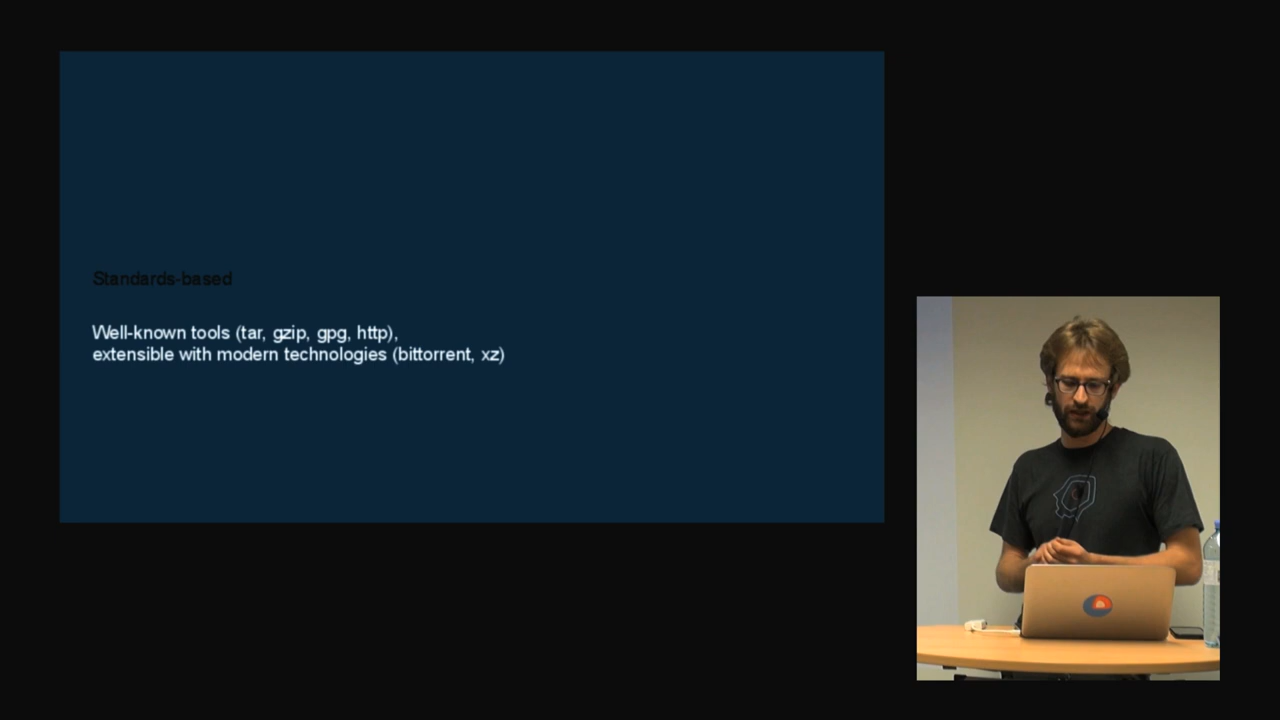 Standards-based
Well-known tools (tar, gzip, gpg, http),
extensible with modern technologies (bittorrent, xz)